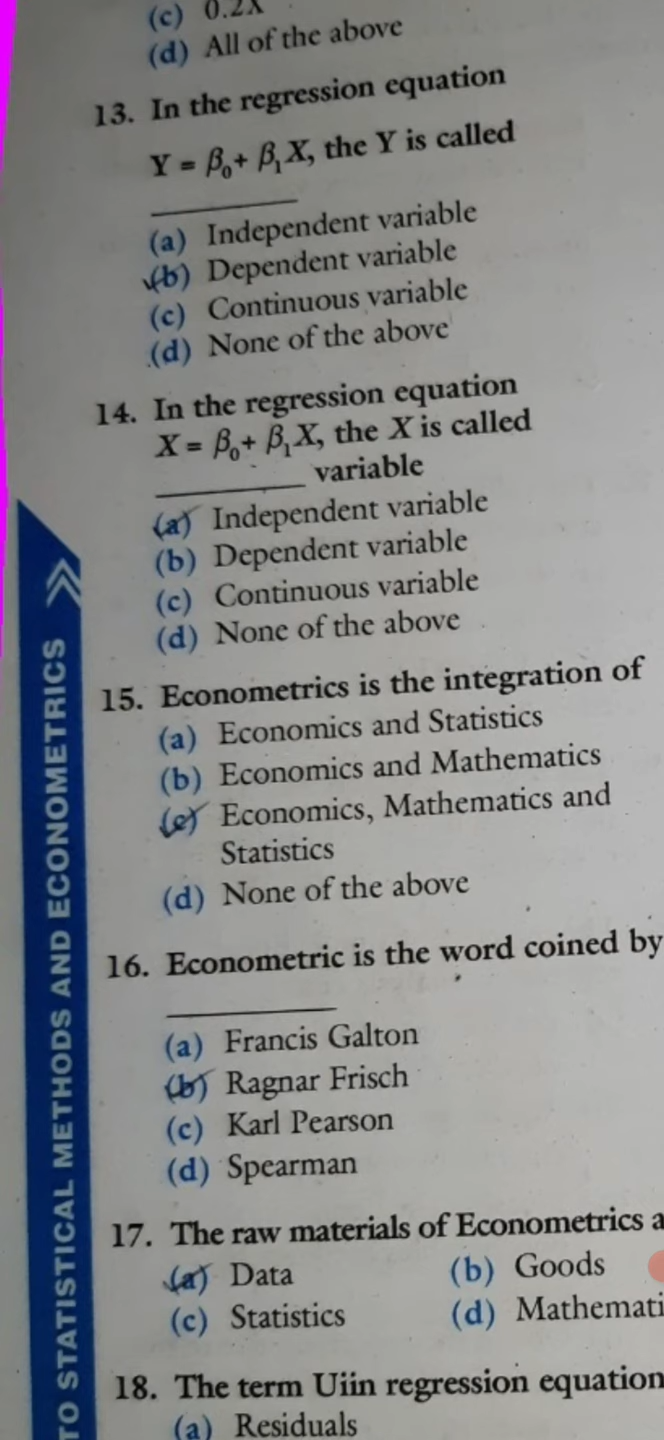 (c) 0.2X
(d) All of the above
13. In the regression equation
Y = β₀+ β₁X, the Y is called
(a) Independent variable
(b) Dependent variable
(c) Continuous variable
(d) None of the above
14. In the regression equation
X = β₀+ β₁X, the X is called
variable
(a) Independent variable
(b) Dependent variable
(c) Continuous variable
(d) None of the above
15. Econometrics is the integration of
(a) Economics and Statistics
(b) Economics and Mathematics
(c) Economics, Mathematics and
Statistics
(d) None of the above
16. Econometric is the word coined by
(a) Francis Galton
(b) Ragnar Frisch
(c) Karl Pearson
(d) Spearman
17. The raw materials of Econometrics a
(a) Data (b) Goods
(c) Statistics (d) Mathemati
18. The term Uiin regression equation
(a) Residuals
TO STATISTICAL METHODS AND ECONOMETRICS